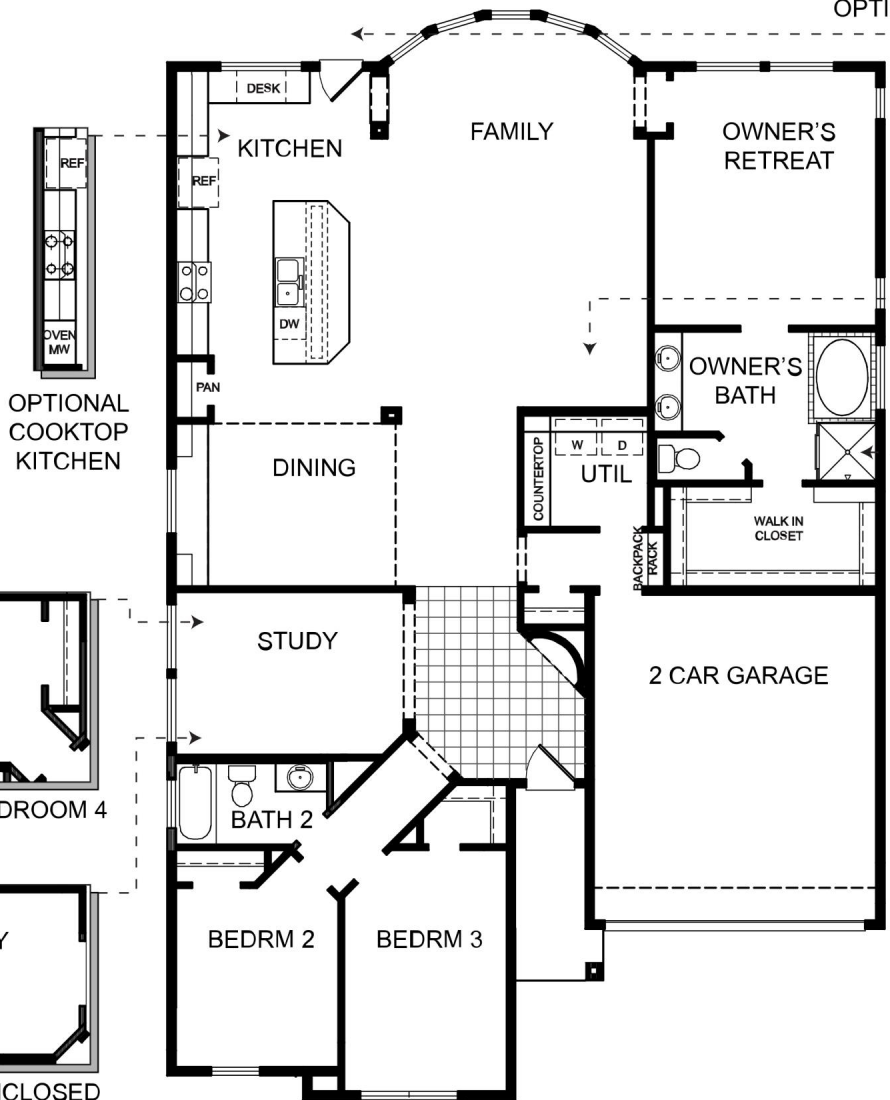 OPTI
DESK
KITCHEN
FAMILY
OWNER'S
RETREAT
REF
REF
OVEN
MW
OPTIONAL
COOKTOP
KITCHEN
DW
PAN
OWNER'S
BATH
DINING
COUNTERTOP
W
D
UTIL
WALK IN
CLOSET
BACKPACK
RACK
STUDY
2 CAR GARAGE
DROOM 4
BATH 2
BEDRM 2
BEDRM 3
Y
NCLOSED